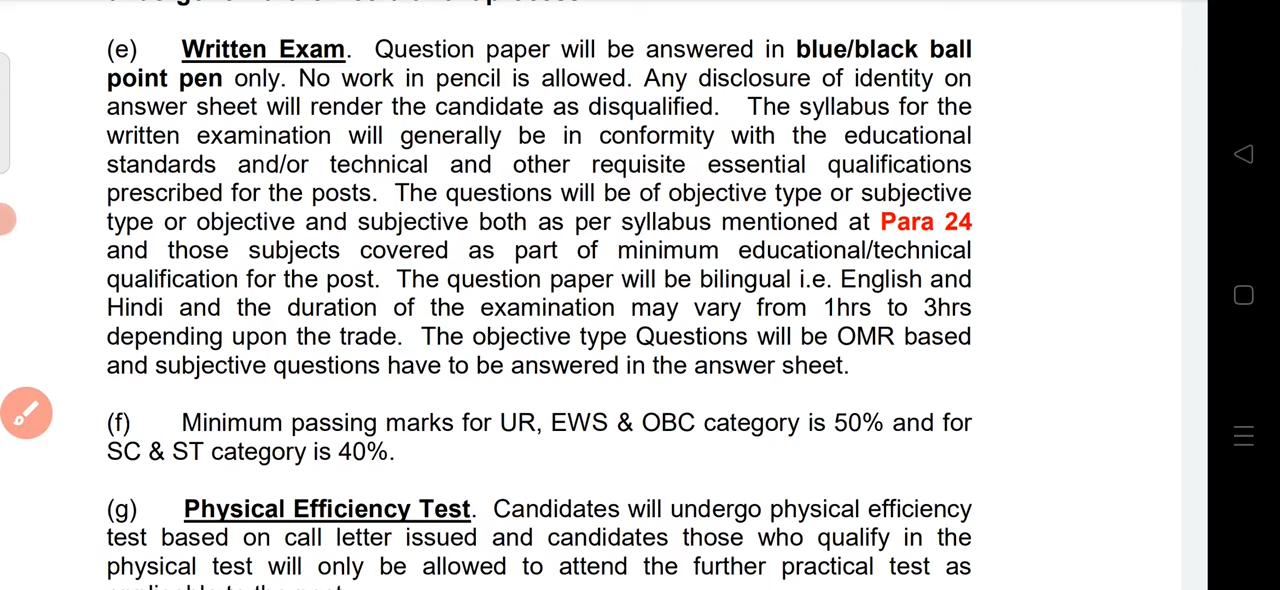 (e) Written Exam. Question paper will be answered in blue/black ball
point pen only. No work in pencil is allowed. Any disclosure of identity on
answer sheet will render the candidate as disqualified. The syllabus for the
written examination will generally be in conformity with the educational
standards and/or technical and other requisite essential qualifications
prescribed for the posts. The questions will be of objective type or subjective
type or objective and subjective both as per syllabus mentioned at Para 24
and those subjects covered as part of minimum educational/technical
qualification for the post. The question paper will be bilingual i.e. English and
Hindi and the duration of the examination may vary from 1hrs to 3hrs
depending upon the trade. The objective type Questions will be OMR based
and subjective questions have to be answered in the answer sheet.
(f) Minimum passing marks for UR, EWS & OBC category is 50% and for
SC & ST category is 40%.
(g) Physical Efficiency Test. Candidates will undergo physical efficiency
test based on call letter issued and candidates those who qualify in the
physical test will only be allowed to attend the further practical test as